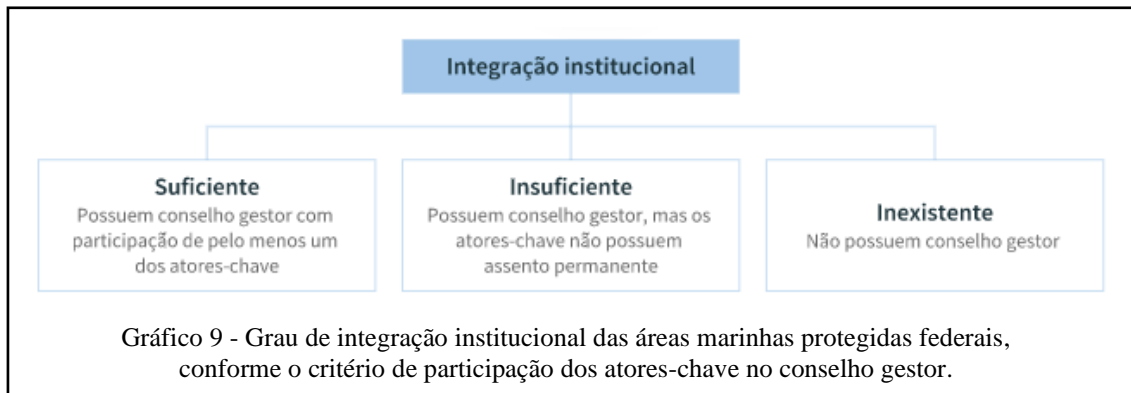 Integração institucional
Suficiente
Possuem conselho gestor com
participação de pelo menos um
dos atores-chave
Insuficiente
Possuem conselho gestor, mas os
atores-chave não possuem
assento permanente
Inexistente
Não possuem conselho gestor
Gráfico 9 - Grau de integração institucional das áreas marinhas protegidas federais,
conforme o critério de participação dos atores-chave no conselho gestor.